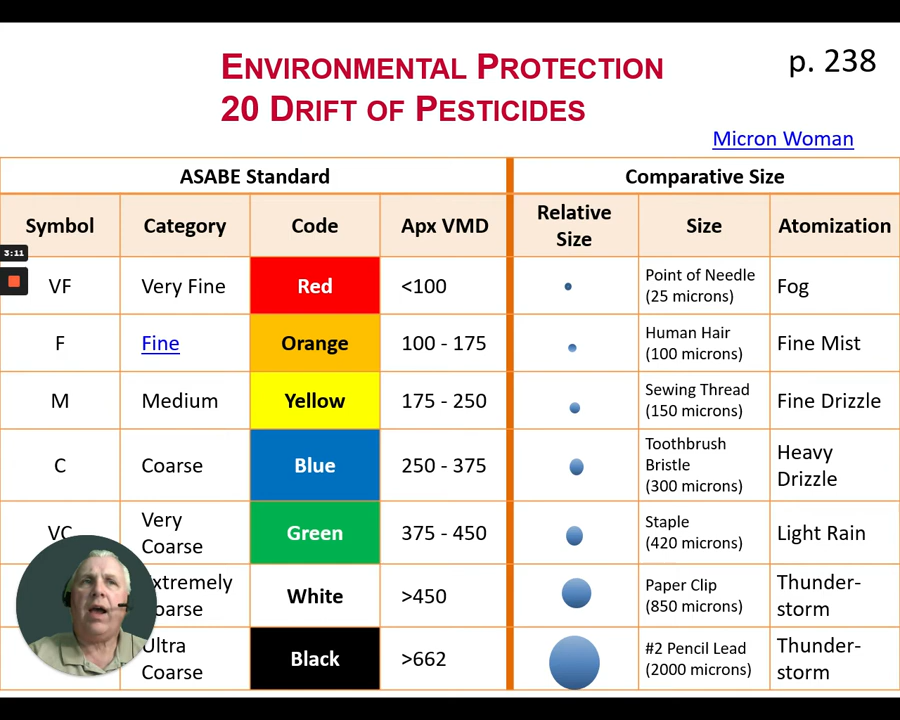 ENVIRONMENTAL PROTECTION
p. 238
20 DRIFT OF PESTICIDES
Micron Woman
ASABE Standard
Comparative Size
Symbol
Category
Code
Apx VMD
Relative
Size
Size
Atomization
3:11
VF
Very Fine
Red
<100
Point of Needle
(25 microns)
Fog
F
Fine
Orange
100 - 175
Human Hair
(100 microns)
Fine Mist
M
Medium
Yellow
175 - 250
Sewing Thread
(150 microns)
Fine Drizzle
C
Coarse
Blue
250 - 375
Toothbrush
Bristle
(300 microns)
Heavy
Drizzle
VC
Very
Coarse
Green
375 - 450
Staple
(420 microns)
Light Rain
Extremely
Coarse
White
>450
Paper Clip
(850 microns)
Thunder-
storm
Ultra
Coarse
Black
>662
#2 Pencil Lead
(2000 microns)
Thunder-
storm